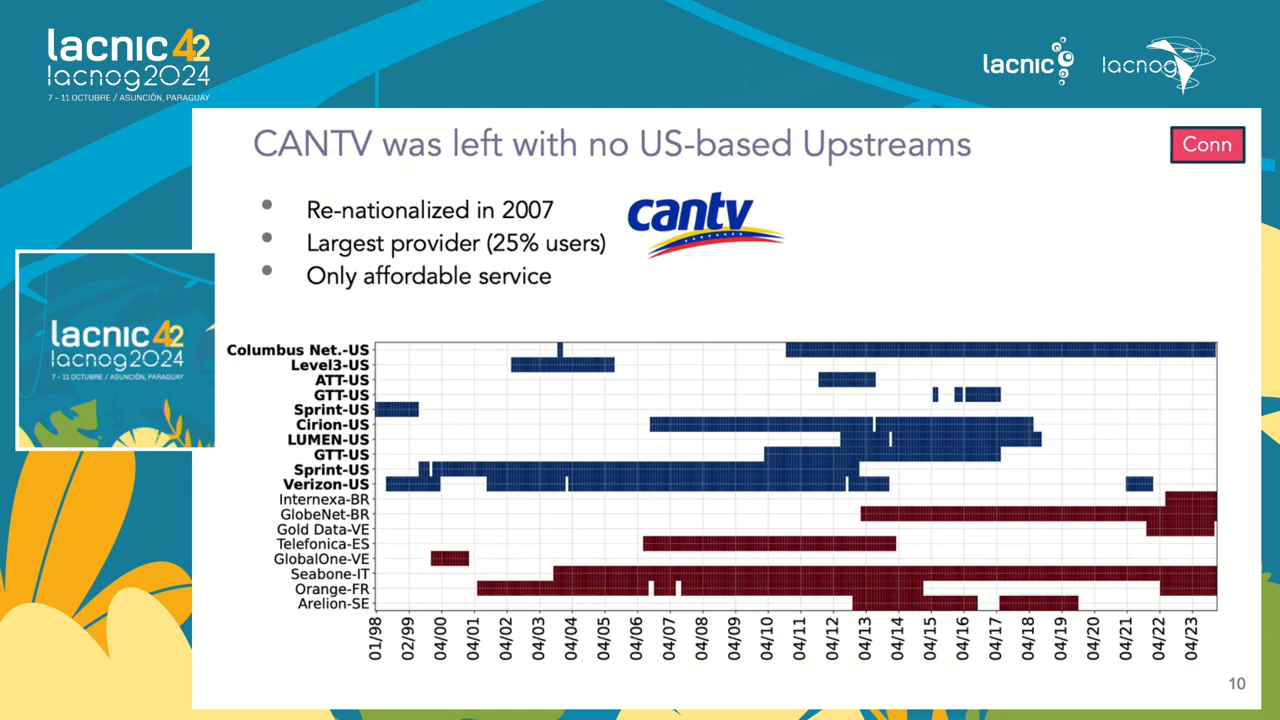 lacnic 42
lacnog2024
7 - 11 OCTUBRE / ASUNCIÓN, PARAGUAY
lacnic
lacnog
CANTV was left with no US-based Upstreams
Conn
• Re-nationalized in 2007
• Largest provider (25% users)
• Only affordable service
cantv
lacnic 42
lacnog2024
7 - 11 OCTUBRE / ASUNCIÓN, PARAGUAY
Columbus Net.-US
Level3-US
ATT-US
GTT-US
Sprint-US
Cirion-US
LUMEN-US
GTT-US
Sprint-US
Verizon-US
Internexa-BR
GlobeNet-BR
Gold Data-VE
Telefonica-ES
GlobalOne-VE
Seabone-IT
Orange-FR
Arelion-SE
01/98
02/99
04/00
04/01
04/02
04/03
04/04
04/05
04/06
04/07
04/08
04/09
04/10
04/11
04/12
04/13
04/14
04/15
04/16
04/17
04/18
04/19
04/20
04/21
04/22
04/23
10